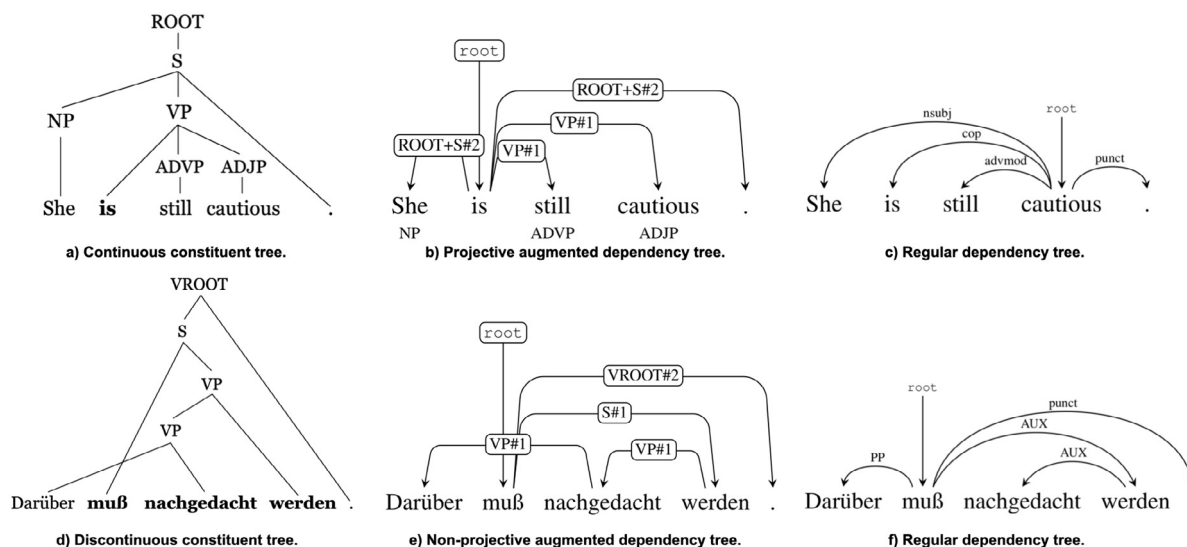 ROOT
S
NP
VP
ADVP
ADJP
She is still cautious .
a) Continuous constituent tree.
root
ROOT+S#2
VP#1
ROOT+S#2
VP#1
She is still cautious .
NP ADVP ADJP
b) Projective augmented dependency tree.
root
nsubj
cop
advmod
punct
She is still cautious .
c) Regular dependency tree.
VROOT
S
VP
VP
Darüber muß nachgedacht werden .
d) Discontinuous constituent tree.
root
VROOT#2
S#1
VP#1 VP#1
Darüber muß nachgedacht werden .
e) Non-projective augmented dependency tree.
root
punct
AUX
PP
AUX
Darüber muß nachgedacht werden
f) Regular dependency tree.